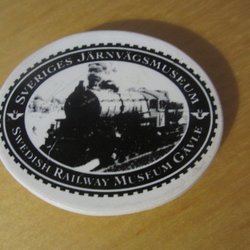 SVERIGES JÄRNVÄGSMUSEUM
SWEDISH RAILWAY MUSEUM GÄVLE